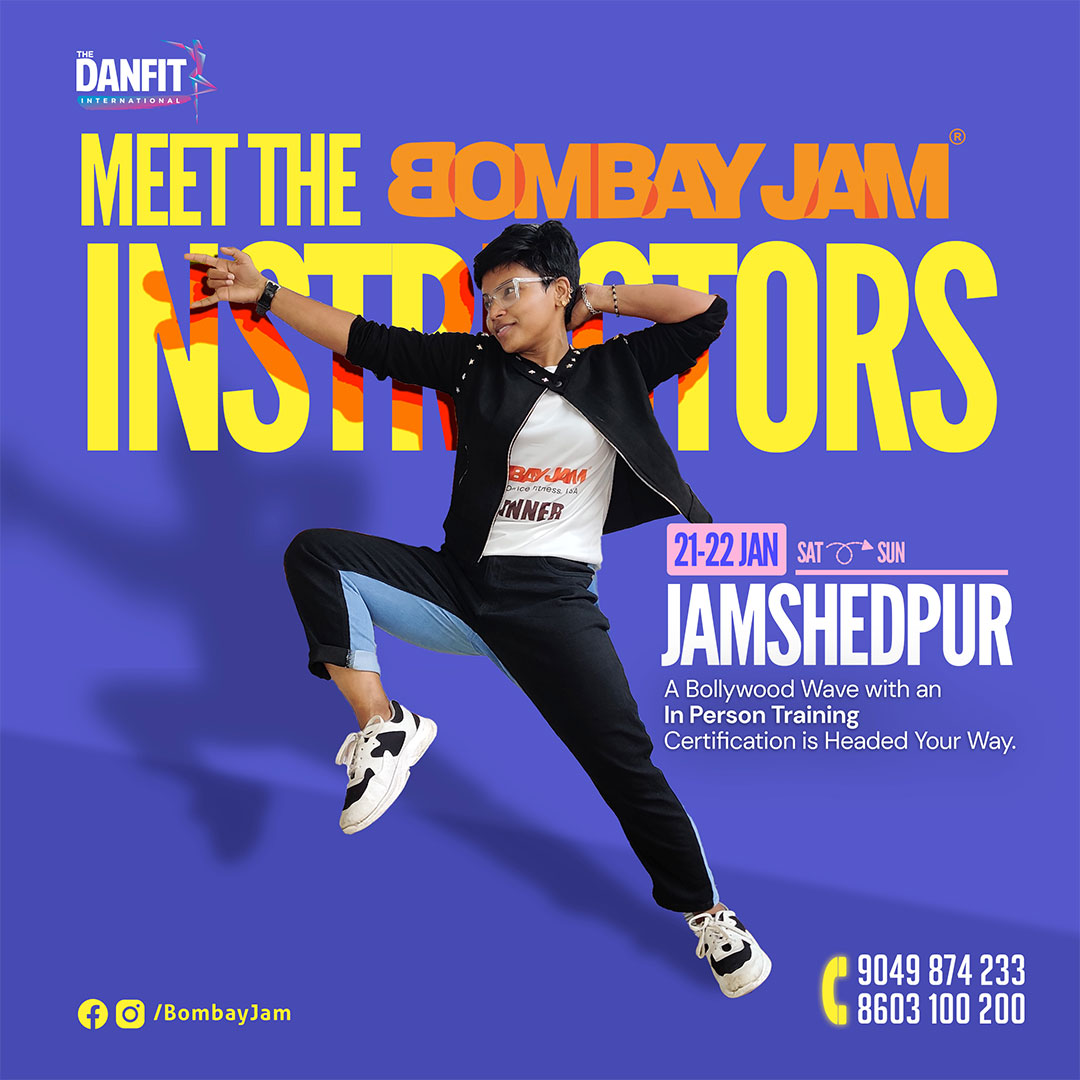 THE
DANFIT
INTERNATIONAL
MEET THE BOMBAY JAM®
INSTRUCTORS
BAY JAM
NNER
21-22 JAN SAT SUN
JAMSHEDPUR
A Bollywood Wave with an
In Person Training
Certification is Headed Your Way.
9049 874 233
8603 100 200
/BombayJam